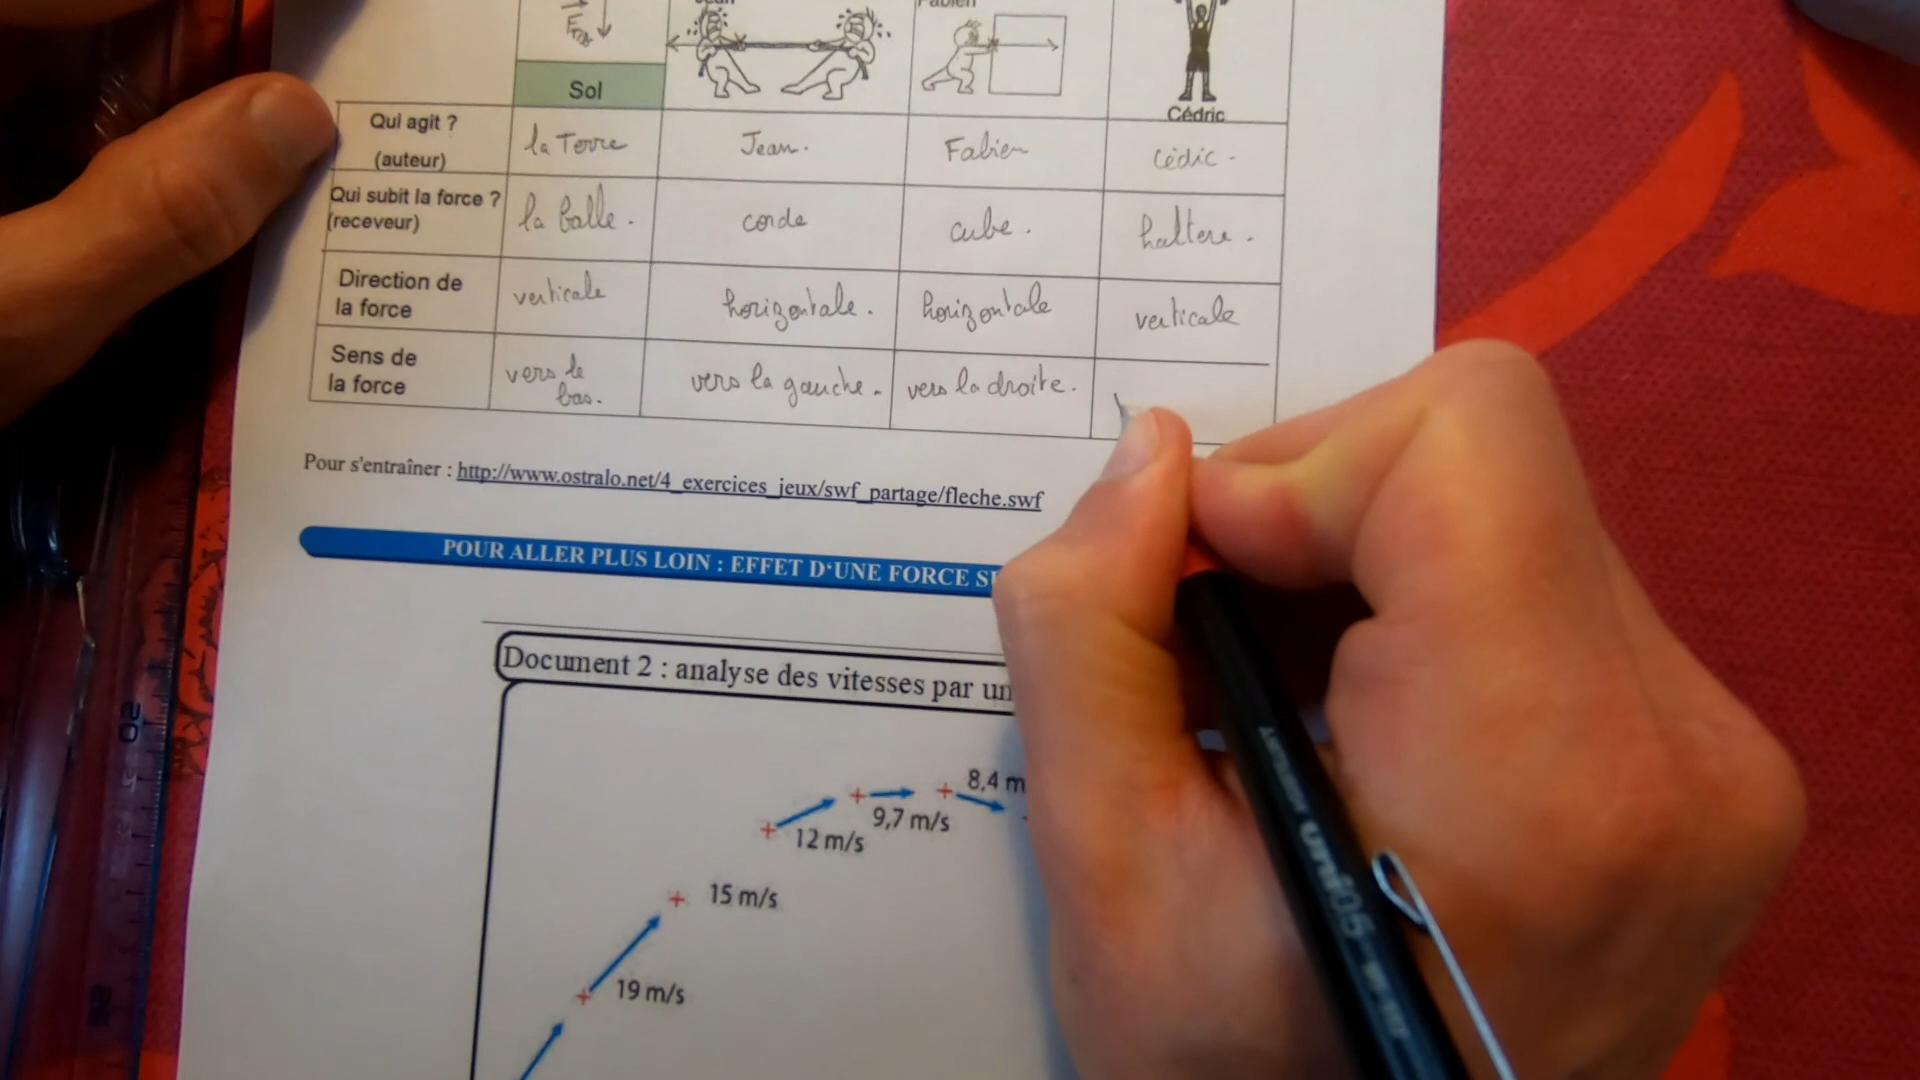 Fabien
F
Sol
Cédric
Qui agit ?
(auteur)
la Terre
Jean.
Fabien
Cédic.
Qui subit la force ?
(receveur)
la balle.
corde
cube.
haltere.
Direction de
la force
verticale
horizontale.
horizontale
verticale
Sens de
la force
vers le
bas.
vers la gauche.
vers la droite.
Pour s'entraîner : http://www.ostralo.net/4_exercices_jeux/swf_partage/fleche.swf
POUR ALLER PLUS LOIN : EFFET D‘UNE FORCE
Document 2 : analyse des vitesses par un
8,4 m
9,7 m/s
12 m/s
15 m/s
19 m/s
20